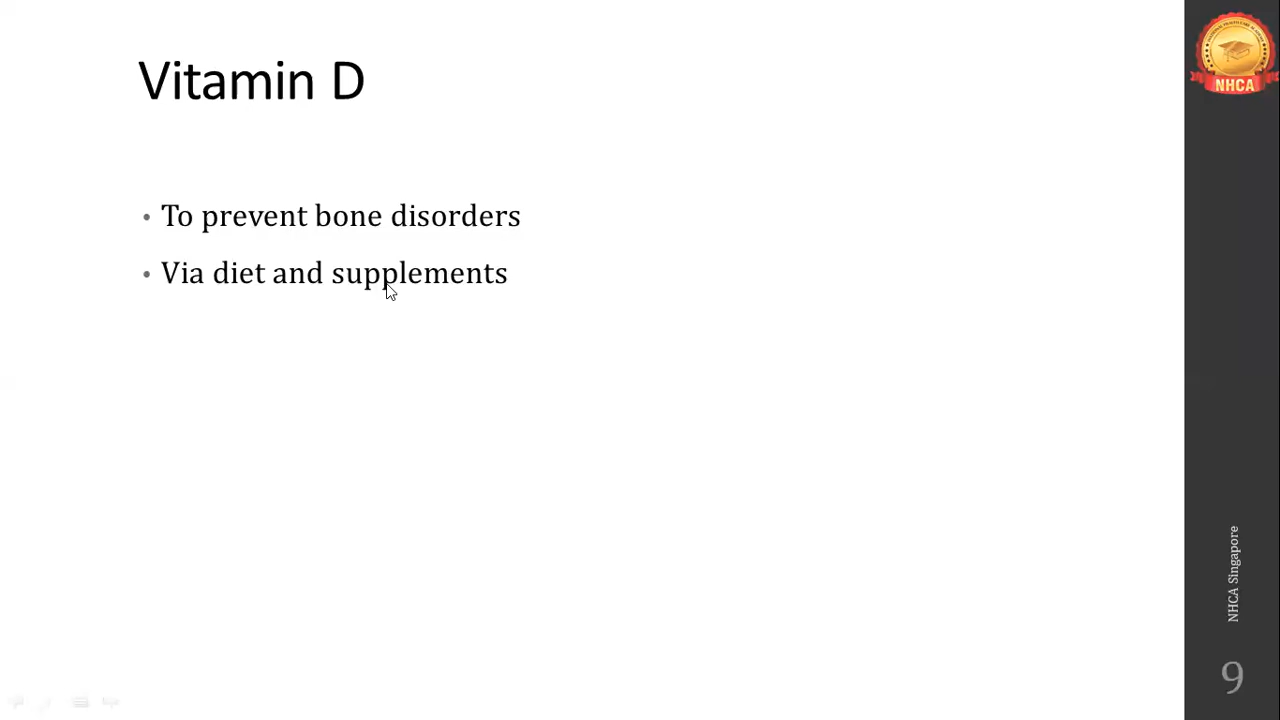 Vitamin D
• To prevent bone disorders
• Via diet and supplements
NHCA
NHCA Singapore
9